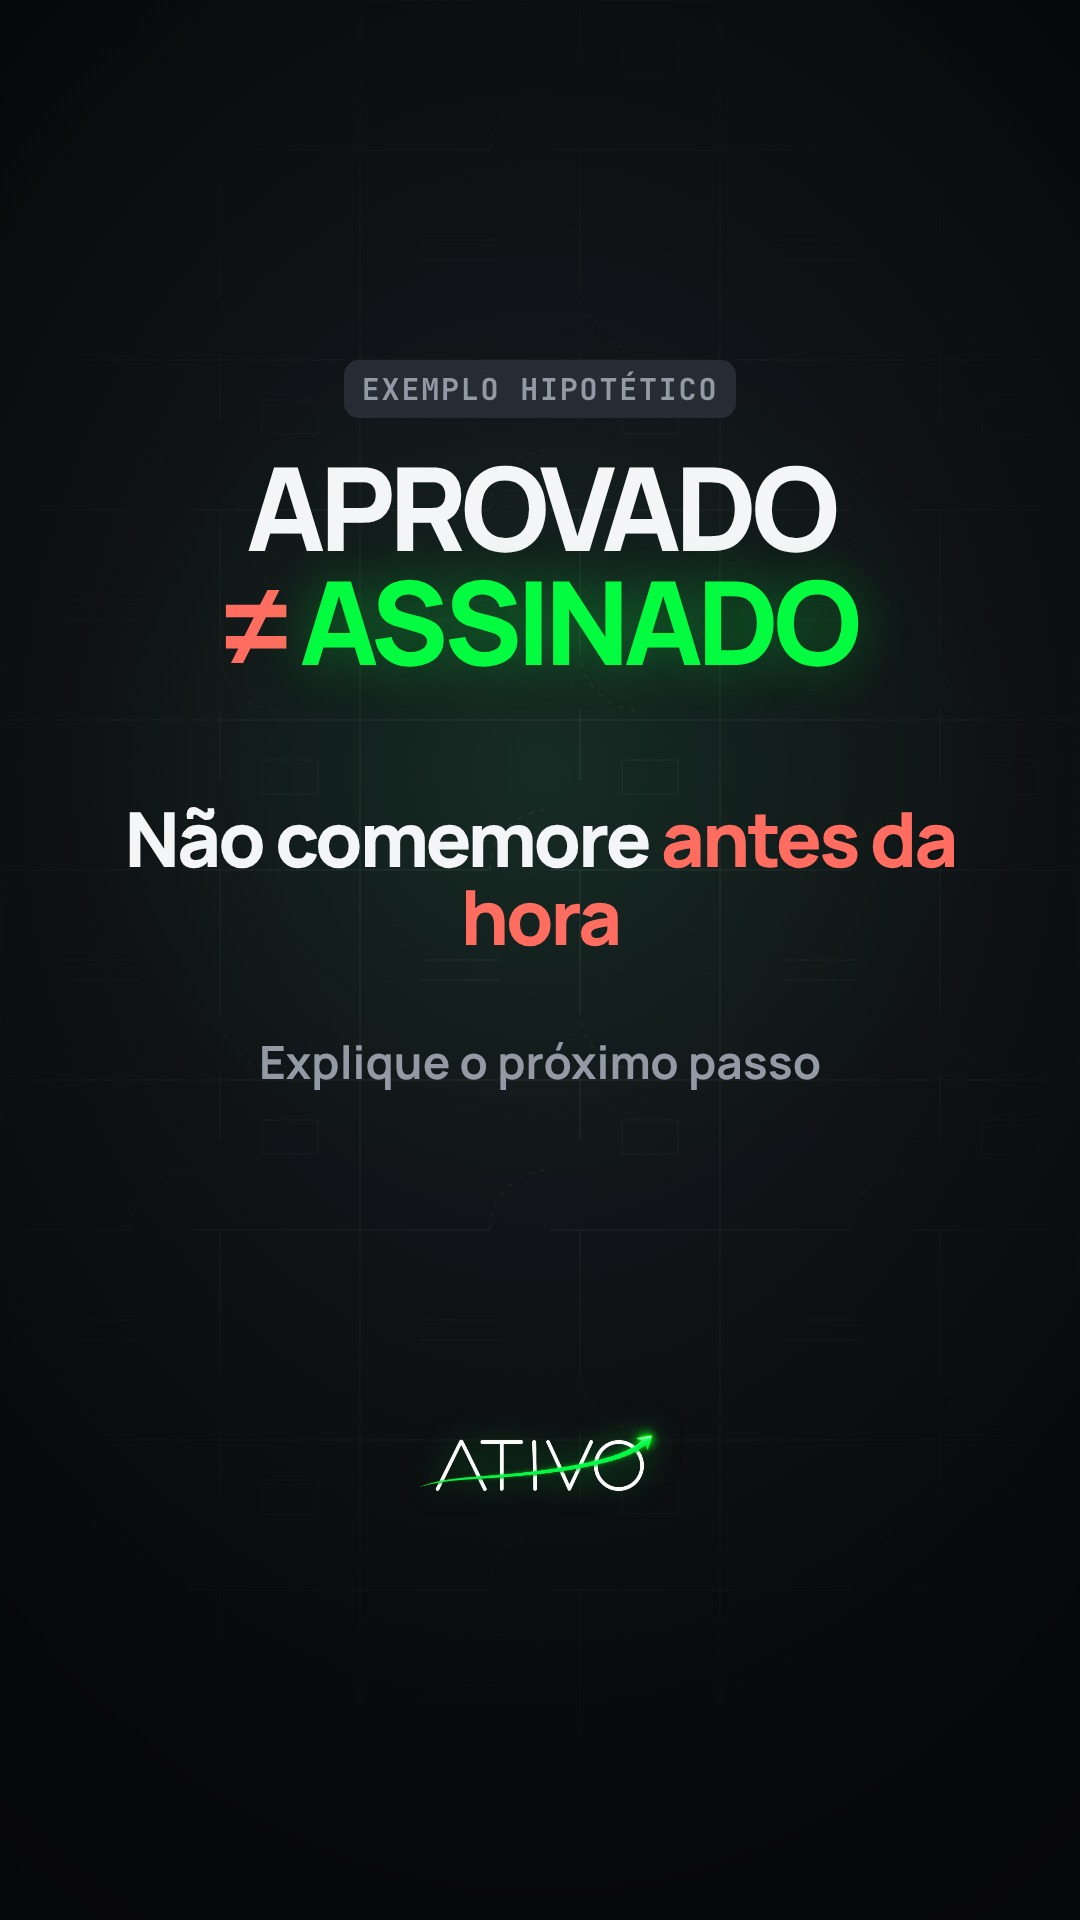 EXEMPLO HIPOTÉTICO
APROVADO
≠ ASSINADO
Não comemore antes da
hora
Explique o próximo passo
ATIVO